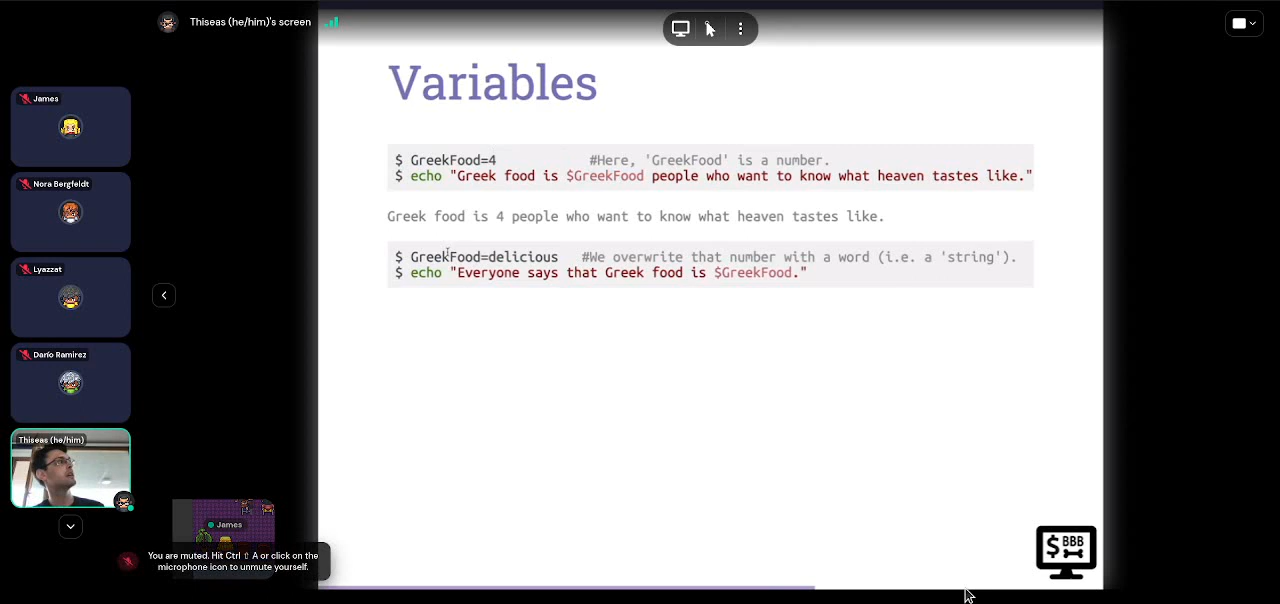 Thiseas (he/him)'s screen
Variables
$ GreekFood=4 #Here, 'GreekFood' is a number.
$ echo "Greek food is $GreekFood people who want to know what heaven tastes like."
Greek food is 4 people who want to know what heaven tastes like.
$ GreekFood=delicious #We overwrite that number with a word (i.e. a 'string').
$ echo "Everyone says that Greek food is $GreekFood."
James
Nora Bergfeldt
Lyazzat
Darío Ramirez
Thiseas (he/him)
James
You are muted. Hit Ctrl ⇧ A or click on the
microphone icon to unmute yourself.
$ BBB